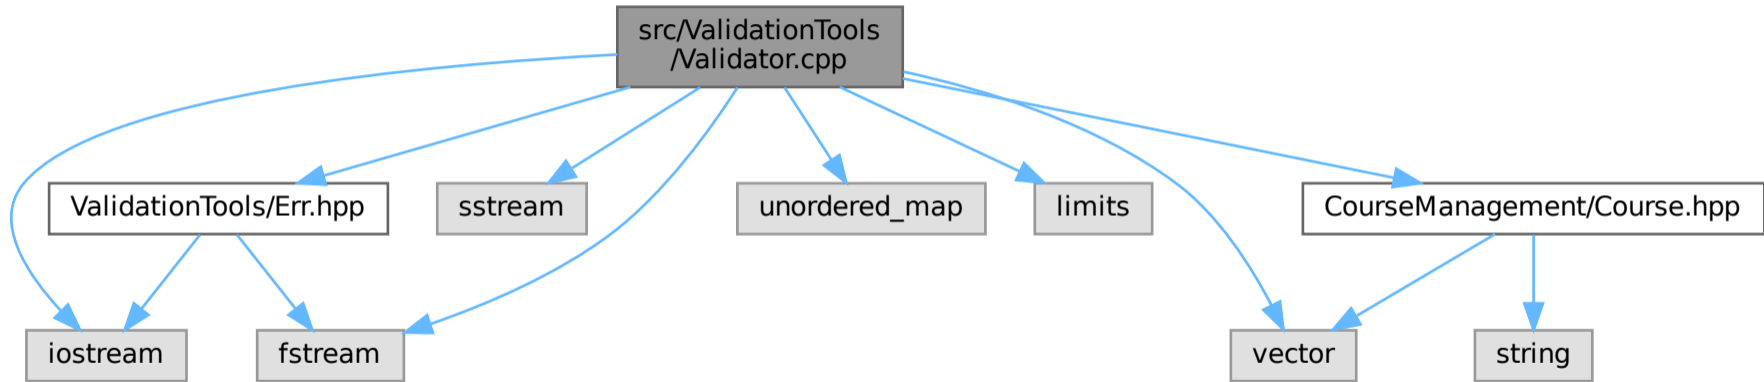 src/ValidationTools
/Validator.cpp
ValidationTools/Err.hpp
sstream
unordered_map
limits
CourseManagement/Course.hpp
iostream
fstream
vector
string